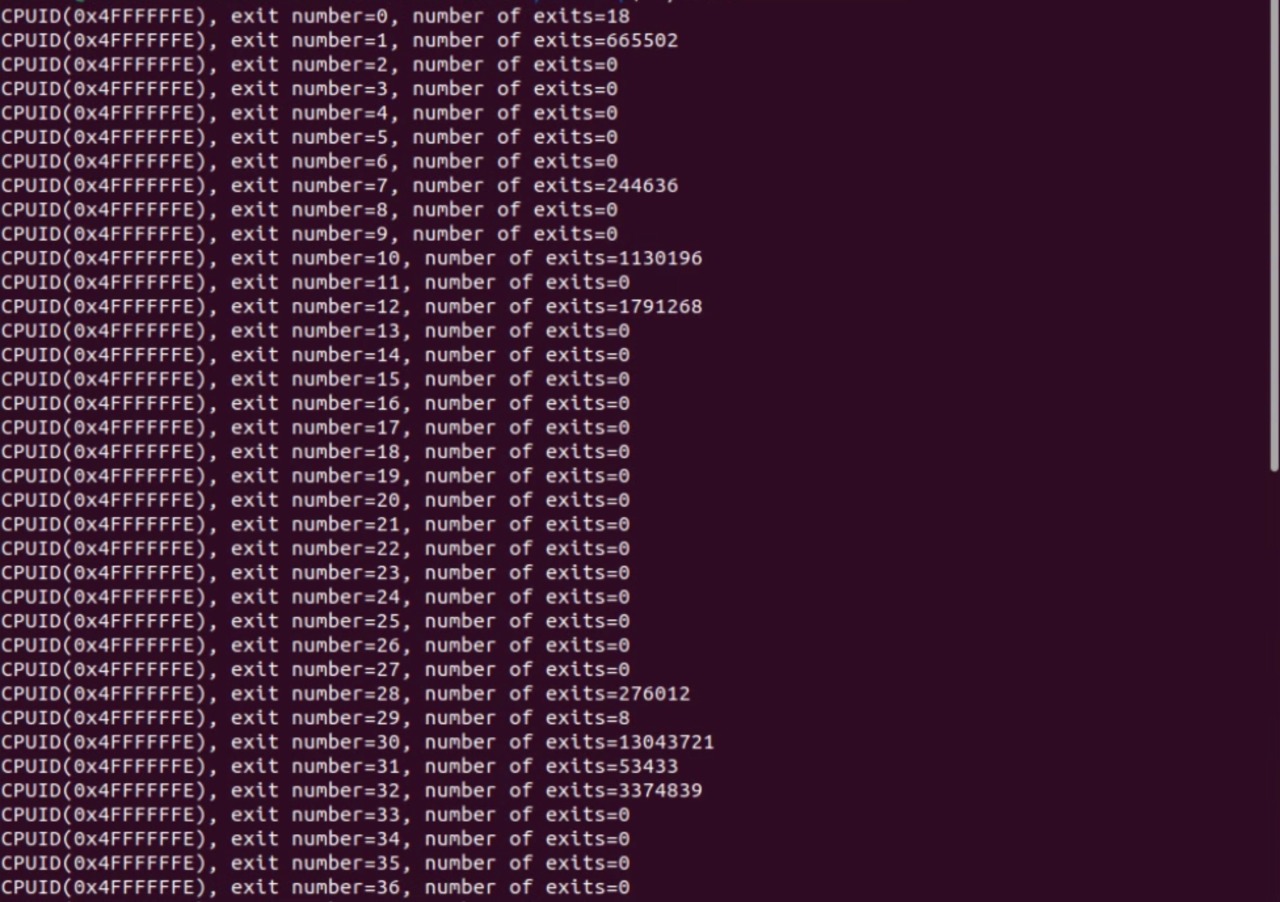 CPUID(0x4FFFFFFE), exit number=0, number of exits=18
CPUID(0x4FFFFFFE), exit number=1, number of exits=665502
CPUID(0x4FFFFFFE), exit number=2, number of exits=0
CPUID(0x4FFFFFFE), exit number=3, number of exits=0
CPUID(0x4FFFFFFE), exit number=4, number of exits=0
CPUID(0x4FFFFFFE), exit number=5, number of exits=0
CPUID(0x4FFFFFFE), exit number=6, number of exits=0
CPUID(0x4FFFFFFE), exit number=7, number of exits=244636
CPUID(0x4FFFFFFE), exit number=8, number of exits=0
CPUID(0x4FFFFFFE), exit number=9, number of exits=0
CPUID(0x4FFFFFFE), exit number=10, number of exits=1130196
CPUID(0x4FFFFFFE), exit number=11, number of exits=0
CPUID(0x4FFFFFFE), exit number=12, number of exits=1791268
CPUID(0x4FFFFFFE), exit number=13, number of exits=0
CPUID(0x4FFFFFFE), exit number=14, number of exits=0
CPUID(0x4FFFFFFE), exit number=15, number of exits=0
CPUID(0x4FFFFFFE), exit number=16, number of exits=0
CPUID(0x4FFFFFFE), exit number=17, number of exits=0
CPUID(0x4FFFFFFE), exit number=18, number of exits=0
CPUID(0x4FFFFFFE), exit number=19, number of exits=0
CPUID(0x4FFFFFFE), exit number=20, number of exits=0
CPUID(0x4FFFFFFE), exit number=21, number of exits=0
CPUID(0x4FFFFFFE), exit number=22, number of exits=0
CPUID(0x4FFFFFFE), exit number=23, number of exits=0
CPUID(0x4FFFFFFE), exit number=24, number of exits=0
CPUID(0x4FFFFFFE), exit number=25, number of exits=0
CPUID(0x4FFFFFFE), exit number=26, number of exits=0
CPUID(0x4FFFFFFE), exit number=27, number of exits=0
CPUID(0x4FFFFFFE), exit number=28, number of exits=276012
CPUID(0x4FFFFFFE), exit number=29, number of exits=8
CPUID(0x4FFFFFFE), exit number=30, number of exits=13043721
CPUID(0x4FFFFFFE), exit number=31, number of exits=53433
CPUID(0x4FFFFFFE), exit number=32, number of exits=3374839
CPUID(0x4FFFFFFE), exit number=33, number of exits=0
CPUID(0x4FFFFFFE), exit number=34, number of exits=0
CPUID(0x4FFFFFFE), exit number=35, number of exits=0
CPUID(0x4FFFFFFE), exit number=36, number of exits=0